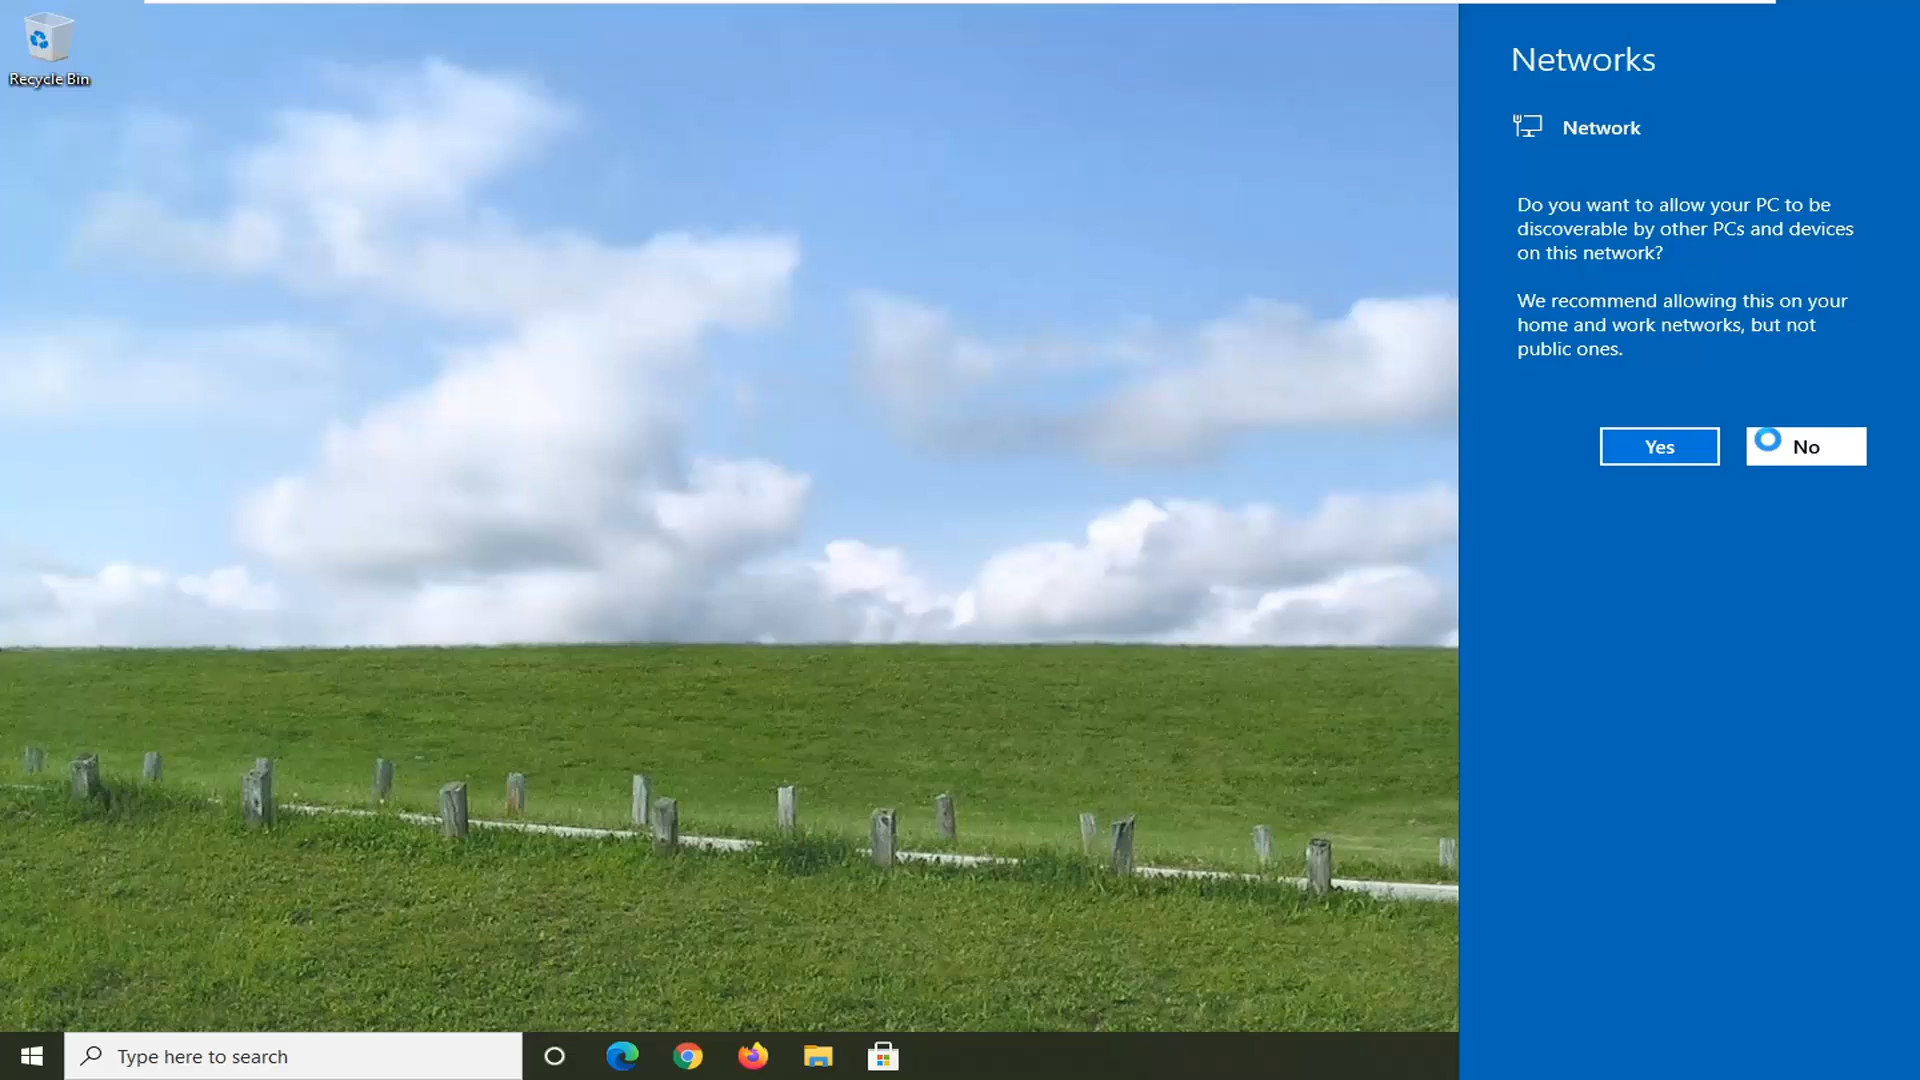 Recycle Bin
Networks
Network
Do you want to allow your PC to be
discoverable by other PCs and devices
on this network?
We recommend allowing this on your
home and work networks, but not
public ones.
Yes
No
Type here to search